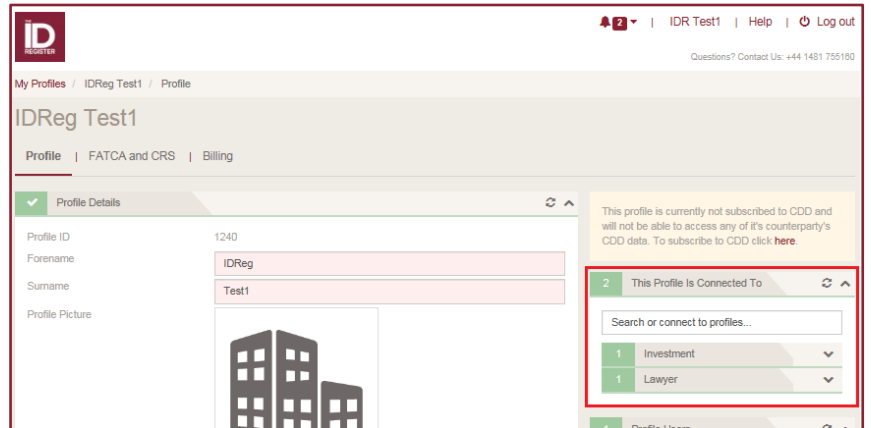 THE
ID
REGISTER
2 | IDR Test1 | Help | Log out
Questions? Contact Us: +44 1481 755160
My Profiles / IDReg Test1 / Profile
IDReg Test1
Profile | FATCA and CRS | Billing
Profile Details
Profile ID 1240
Forename IDReg
Surname Test1
Profile Picture
This profile is currently not subscribed to CDD and
will not be able to access any of it's counterparty's
CDD data. To subscribe to CDD click here.
2 This Profile Is Connected To
Search or connect to profiles...
1 Investment
1 Lawyer
Profile Users